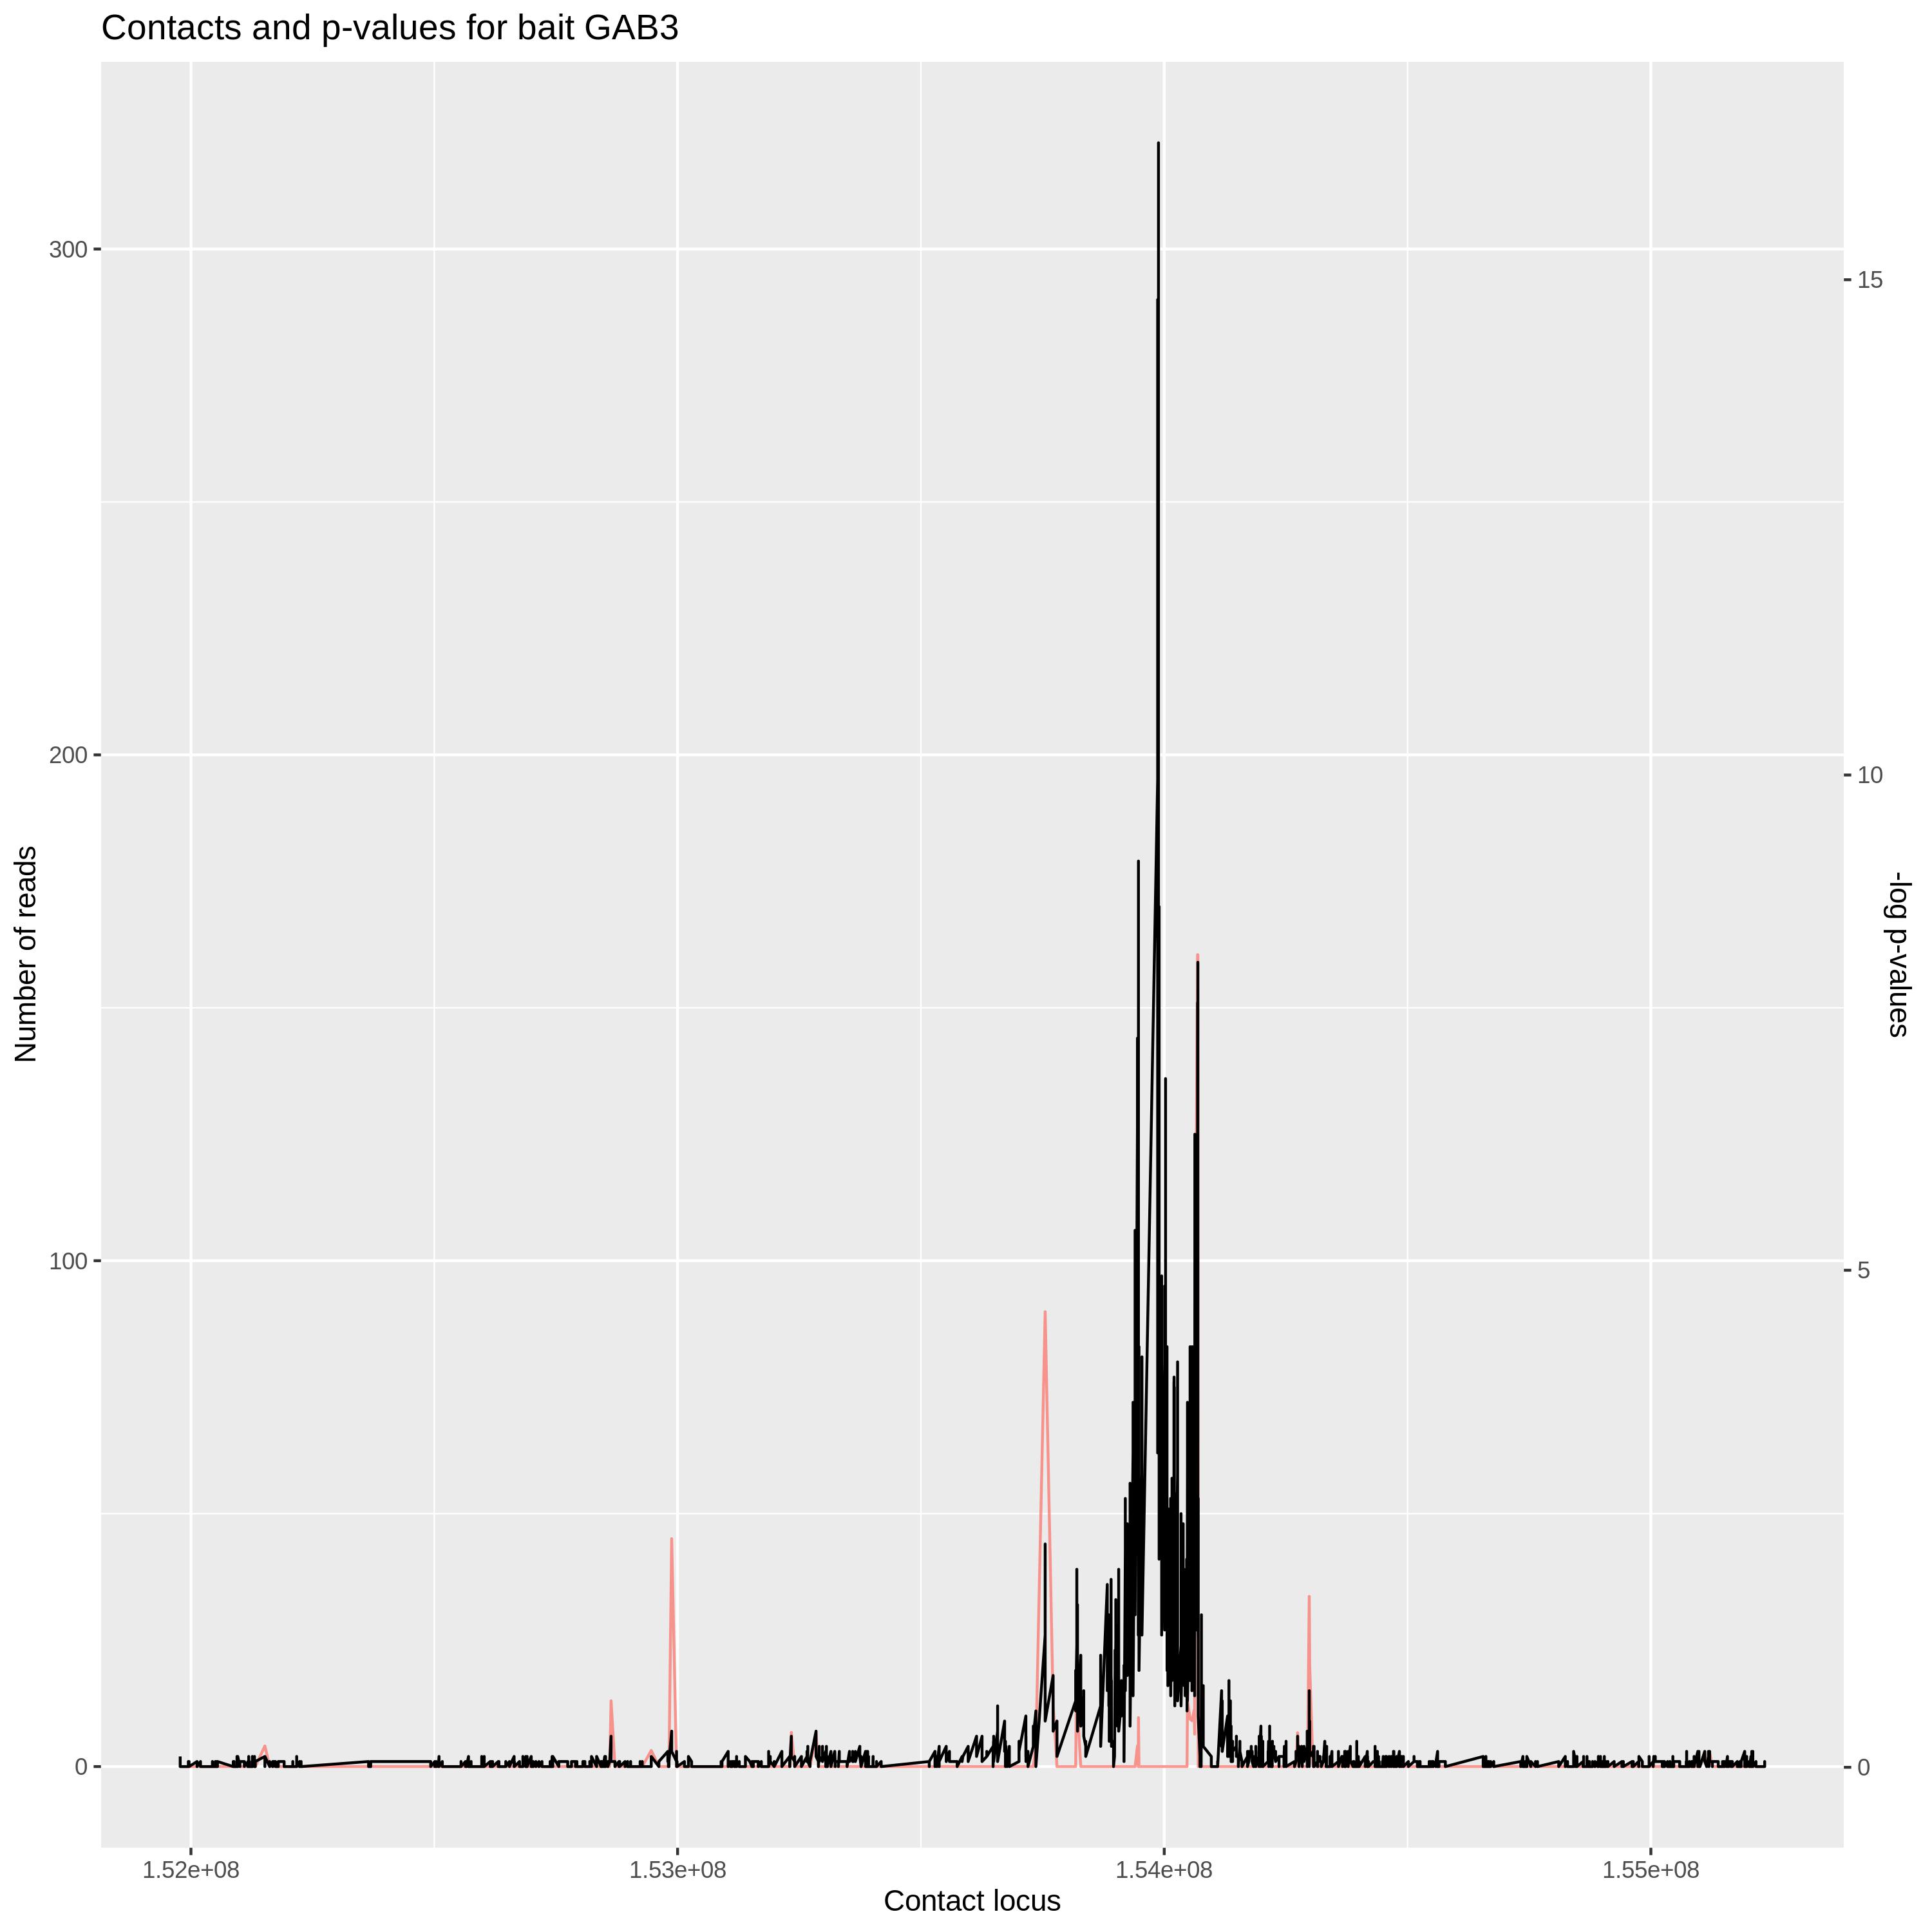 Contacts and p-values for bait GAB3
300
200
100
0
Number of reads
15
10
5
0
-log p-values
1.52e+08
1.53e+08
1.54e+08
1.55e+08
Contact locus